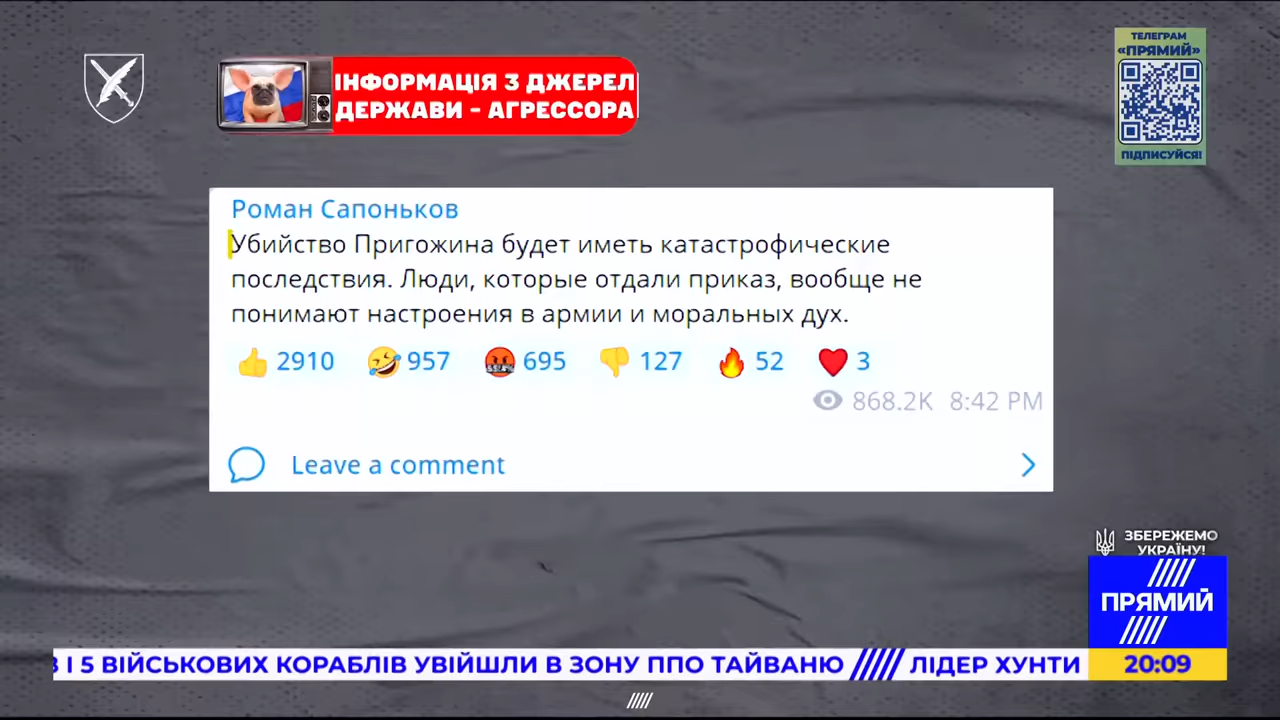 ІНФОРМАЦІЯ З ДЖЕРЕЛ
ДЕРЖАВИ - АГРЕССОРА
ТЕЛЕГРАМ
«ПРЯМИЙ»
ПІДПИСУЙСЯ!
Роман Сапоньков
Убийство Пригожина будет иметь катастрофические
последствия. Люди, которые отдали приказ, вообще не
понимают настроения в армии и моральных дух.
2910 957 695 127 52 3
868.2K 8:42 PM
Leave a comment
ЗБЕРЕЖЕМО
УКРАЇНУ!
ПРЯМИЙ
І 5 ВІЙСЬКОВИХ КОРАБЛІВ УВІЙШЛИ В ЗОНУ ППО ТАЙВАНЮ ЛІДЕР ХУНТИ
20:09